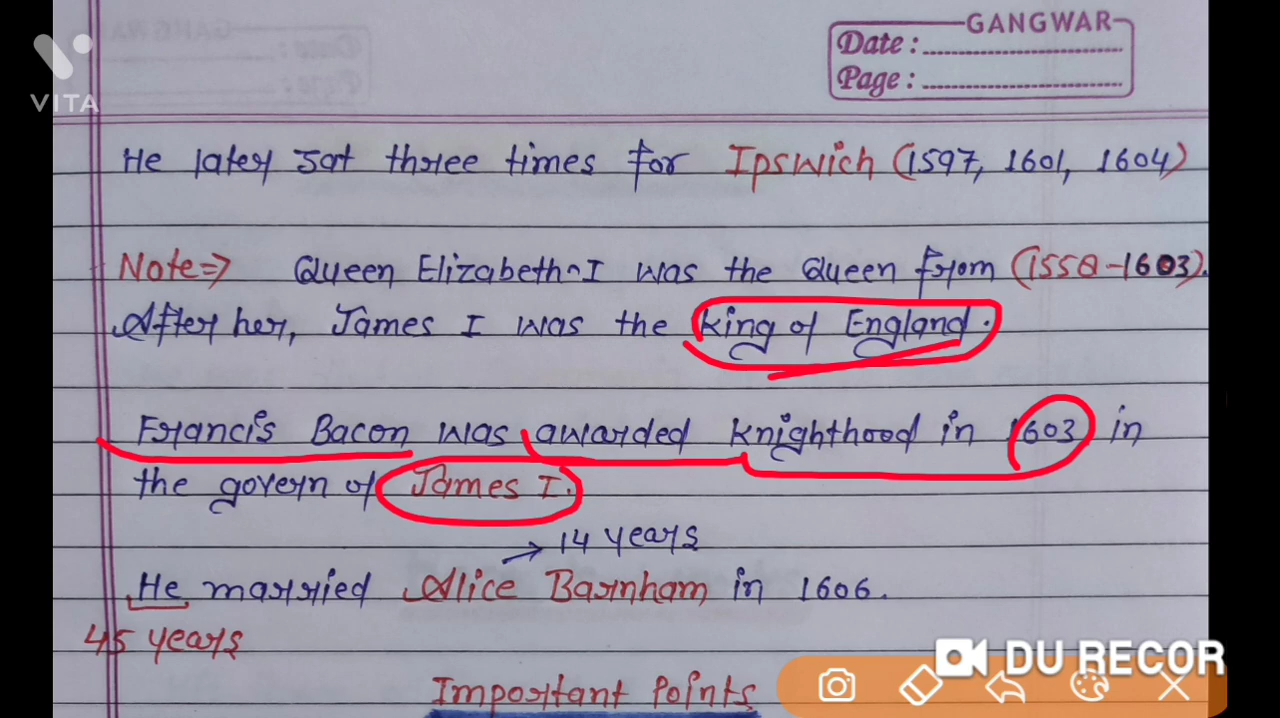 GANGWAR
Date :
Page :
VITA
He later sat three times for Ipswich (1597, 1601, 1604)
Note⇒ Queen Elizabeth-I was the Queen from (1558-1603).
After her, James I was the king of England.
Francis Bacon was awarded knighthood in 1603 in
the govern of James I.
→ 14 years
He married Alice Barnham in 1606.
45 years
Important Points
DU RECOR